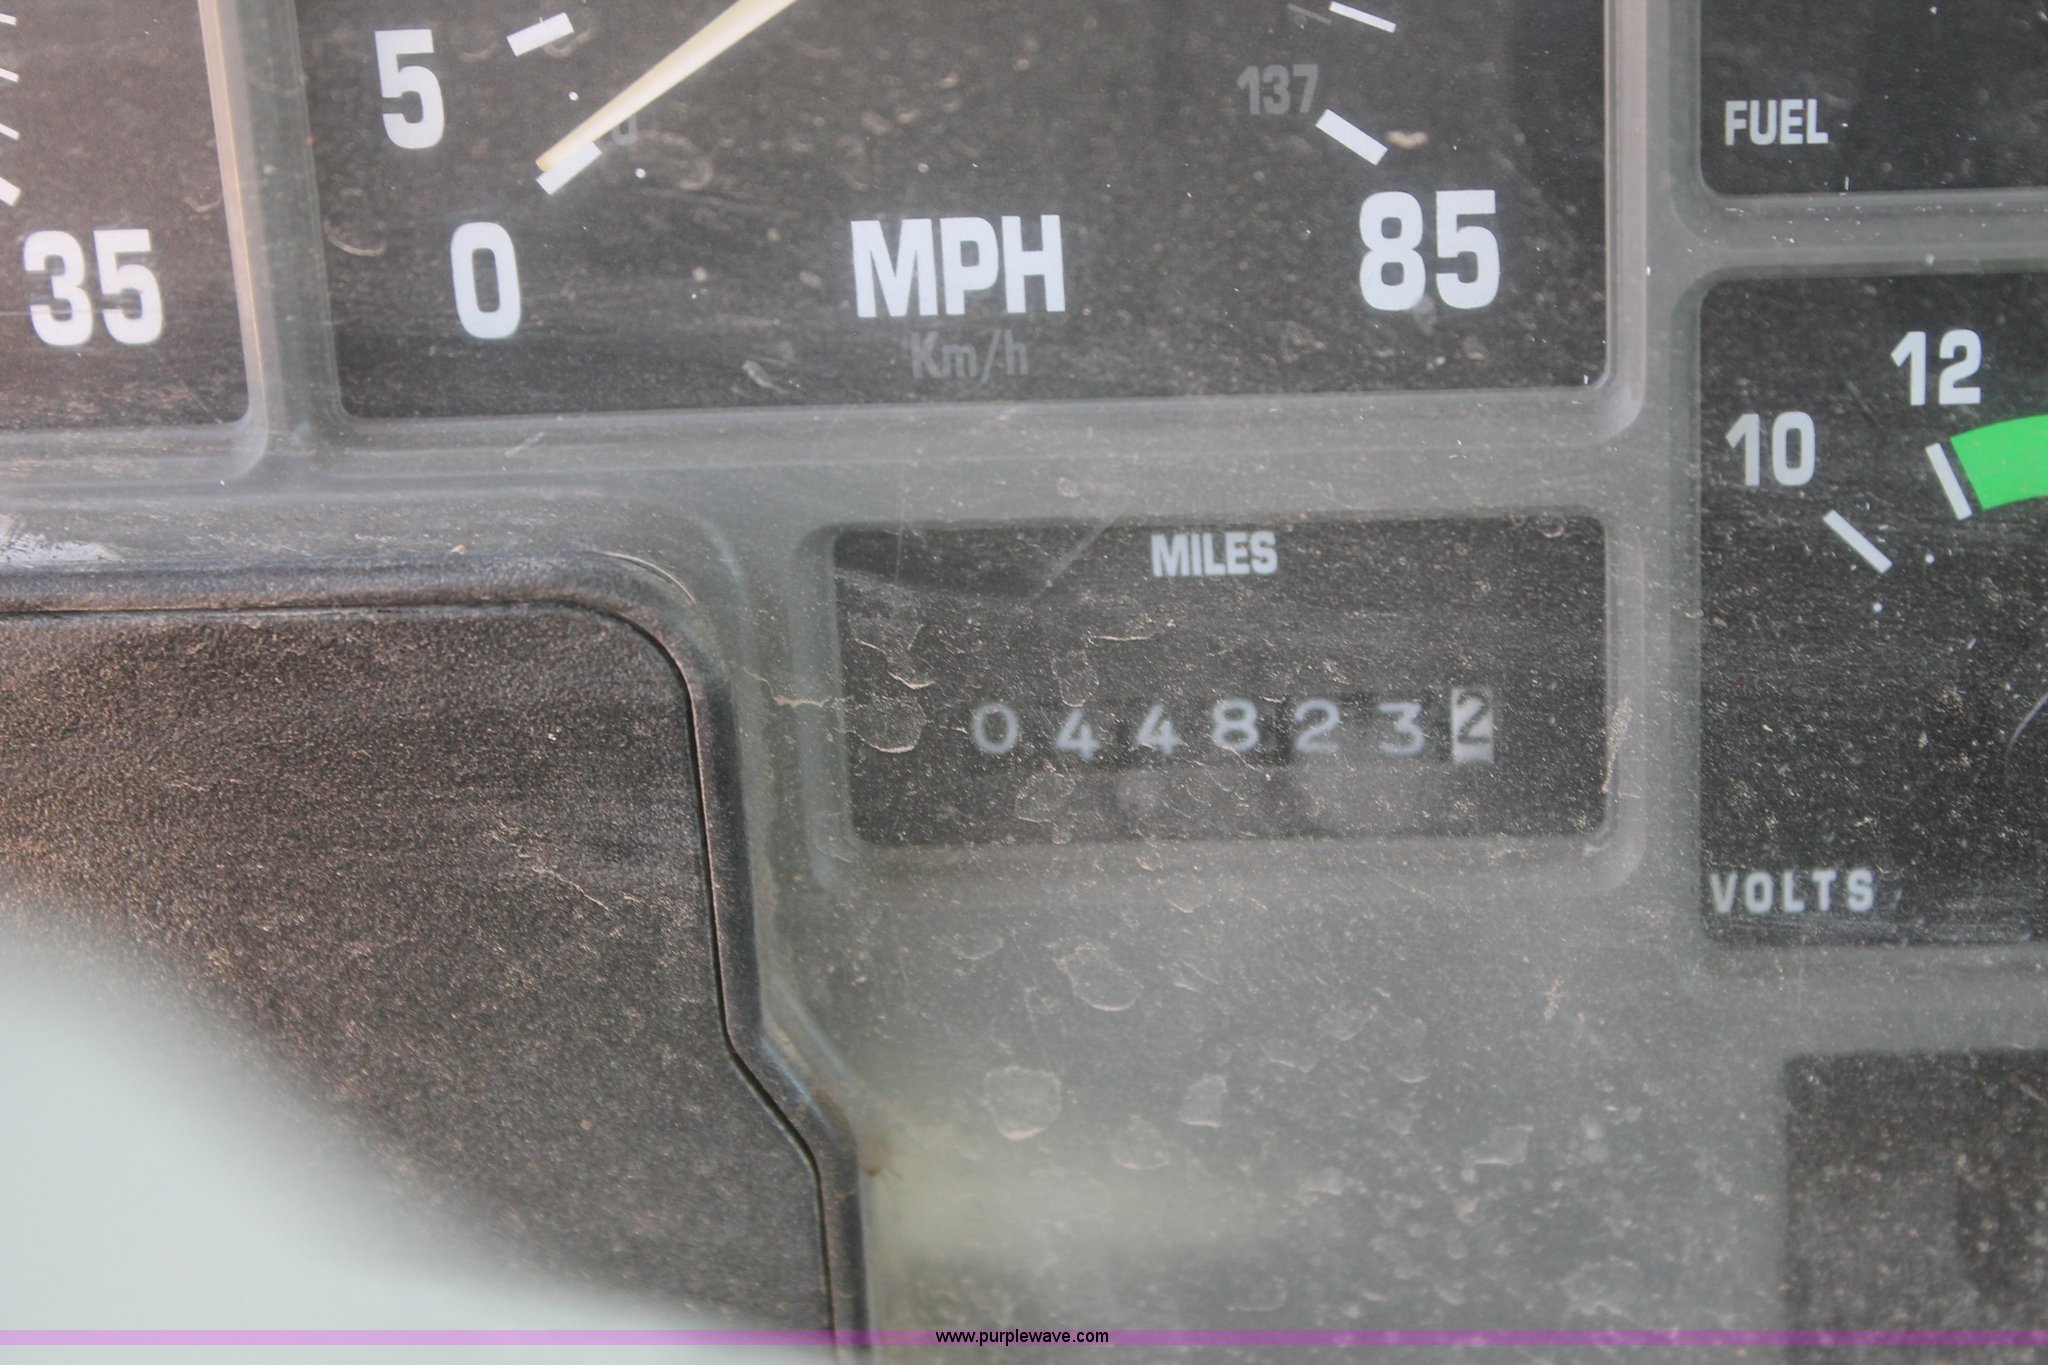 5
137
FUEL
35
0
MPH
85
Km/h
12
10
MILES
0448232
VOLTS
www.purplewave.com